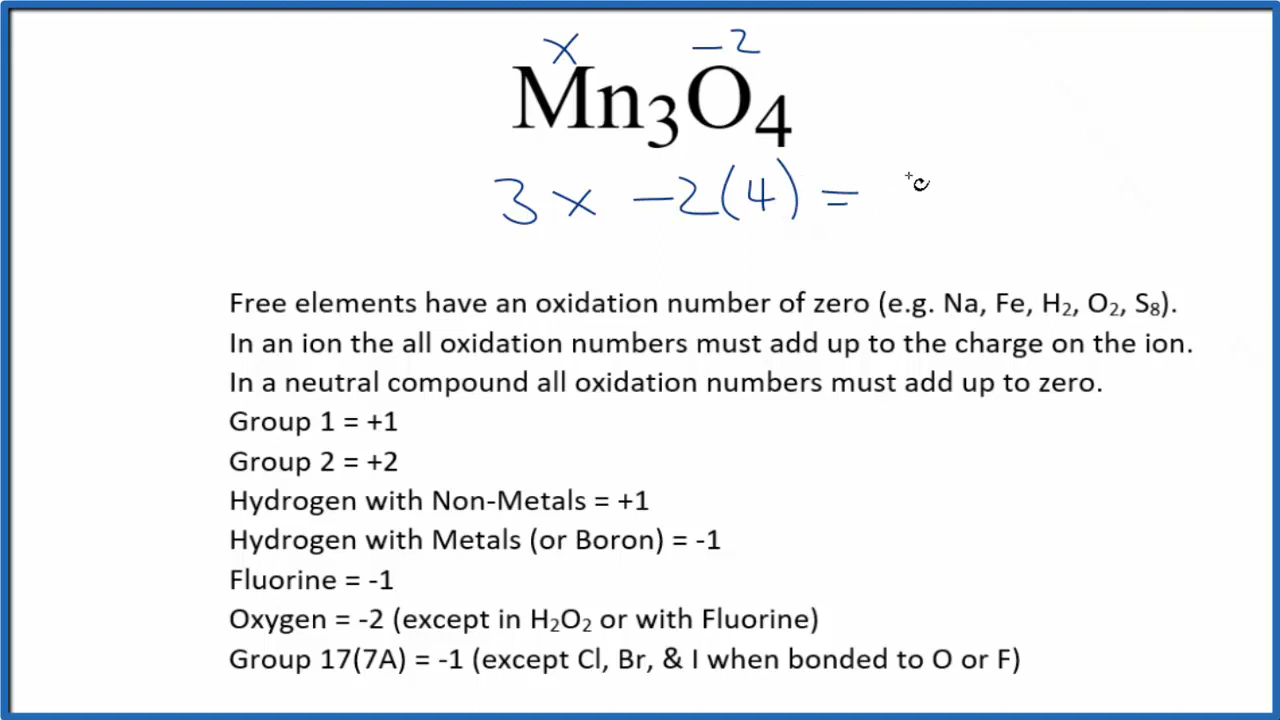 x -2
Mn₃O₄
3x -2(4) =
Free elements have an oxidation number of zero (e.g. Na, Fe, H₂, O₂, S₈).
In an ion the all oxidation numbers must add up to the charge on the ion.
In a neutral compound all oxidation numbers must add up to zero.
Group 1 = +1
Group 2 = +2
Hydrogen with Non-Metals = +1
Hydrogen with Metals (or Boron) = -1
Fluorine = -1
Oxygen = -2 (except in H₂O₂ or with Fluorine)
Group 17(7A) = -1 (except Cl, Br, & I when bonded to O or F)